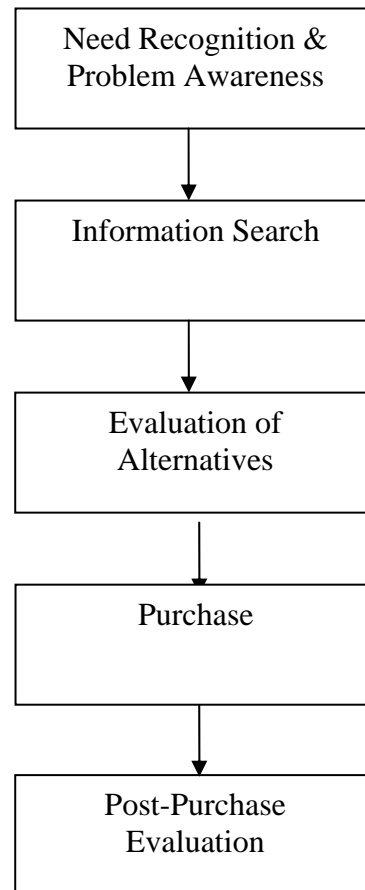 Need Recognition &
Problem Awareness
Information Search
Evaluation of
Alternatives
Purchase
Post-Purchase
Evaluation